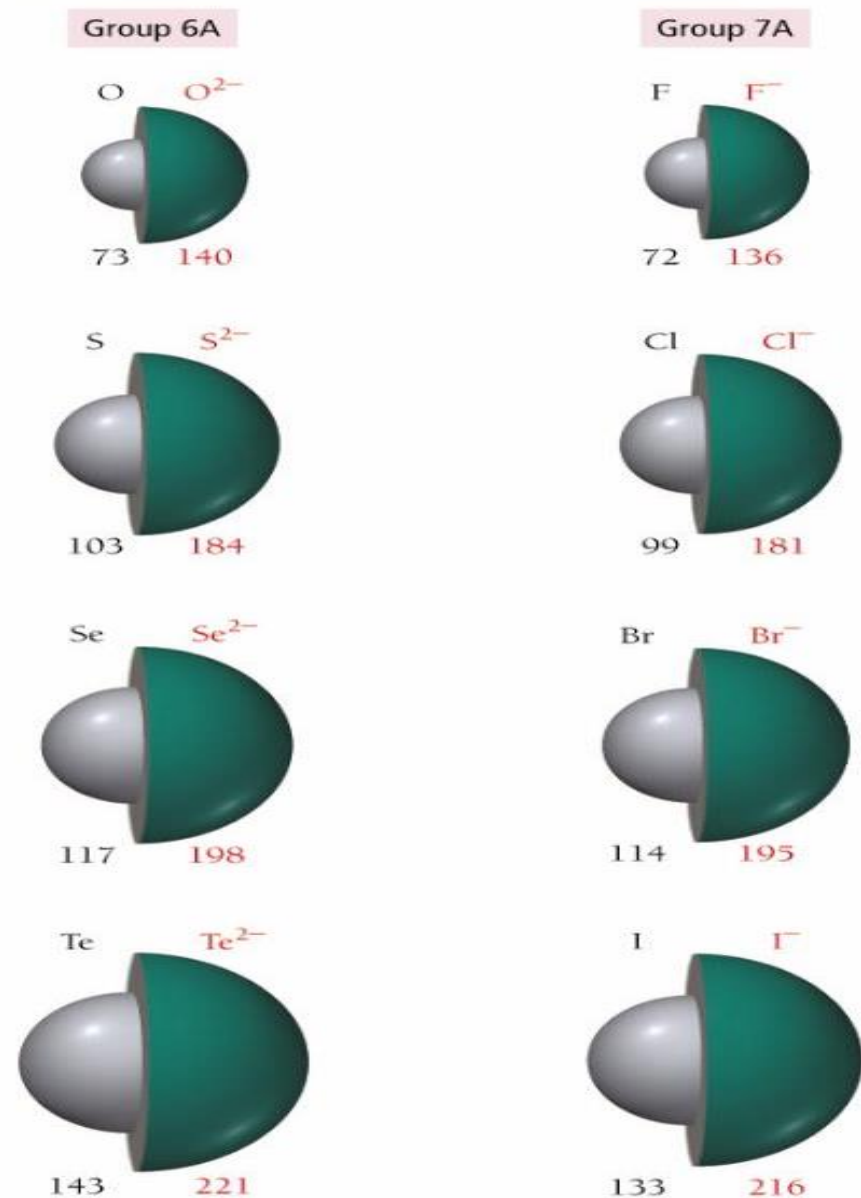 Group 6A Group 7A
O O²⁻ F F⁻
73 140 72 136
S S²⁻ Cl Cl⁻
103 184 99 181
Se Se²⁻ Br Br⁻
117 198 114 195
Te Te²⁻ I I⁻
143 221 133 216